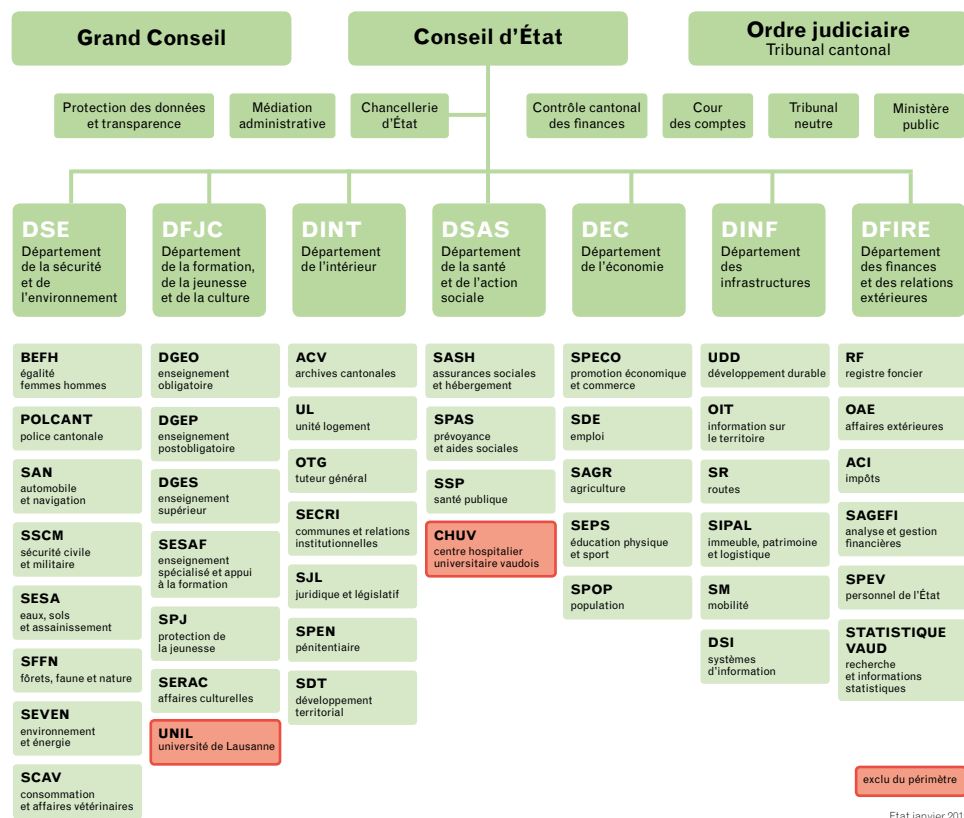 Grand Conseil
Conseil d’État
Ordre judiciaire
Tribunal cantonal
Protection des données
et transparence
Médiation
administrative
Chancellerie
d’État
Contrôle cantonal
des finances
Cour
des comptes
Tribunal
neutre
Ministère
public
DSE
Département
de la sécurité
et de
l’environnement
DFJC
Département
de la formation,
de la jeunesse
et de la culture
DINT
Département
de l’intérieur
DSAS
Département
de la santé
et de l’action
sociale
DEC
Département
de l’économie
DINF
Département
des
infrastructures
DFIRE
Département
des finances
et des relations
extérieures
BEFH
égalité
femmes hommes
POLCANT
police cantonale
SAN
automobile
et navigation
SSCM
sécurité civile
et militaire
SESA
eaux, sols
et assainissement
SFFN
fôrets, faune et nature
SEVEN
environnement
et énergie
SCAV
consommation
et affaires vétérinaires
DGEO
enseignement
obligatoire
DGEP
enseignement
postobligatoire
DGES
enseignement
supérieur
SESAF
enseignement
spécialisé et appui
à la formation
SPJ
protection de
la jeunesse
SERAC
affaires culturelles
UNIL
université de Lausanne
ACV
archives cantonales
UL
unité logement
OTG
tuteur général
SECRI
communes et relations
institutionnelles
SJL
juridique et législatif
SPEN
pénitentiaire
SDT
développement
territorial
SASH
assurances sociales
et hébergement
SPAS
prévoyance
et aides sociales
SSP
santé publique
CHUV
centre hospitalier
universitaire vaudois
SPECO
promotion économique
et commerce
SDE
emploi
SAGR
agriculture
SEPS
éducation physique
et sport
SPOP
population
UDD
développement durable
OIT
information sur
le territoire
SR
routes
SIPAL
immeuble, patrimoine
et logistique
SM
mobilité
DSI
systèmes
d’information
RF
registre foncier
OAE
affaires extérieures
ACI
impôts
SAGEFI
analyse et gestion
financières
SPEV
personnel de l’État
STATISTIQUE
VAUD
recherche
et informations
statistiques
exclu du périmètre
Etat janvier 201